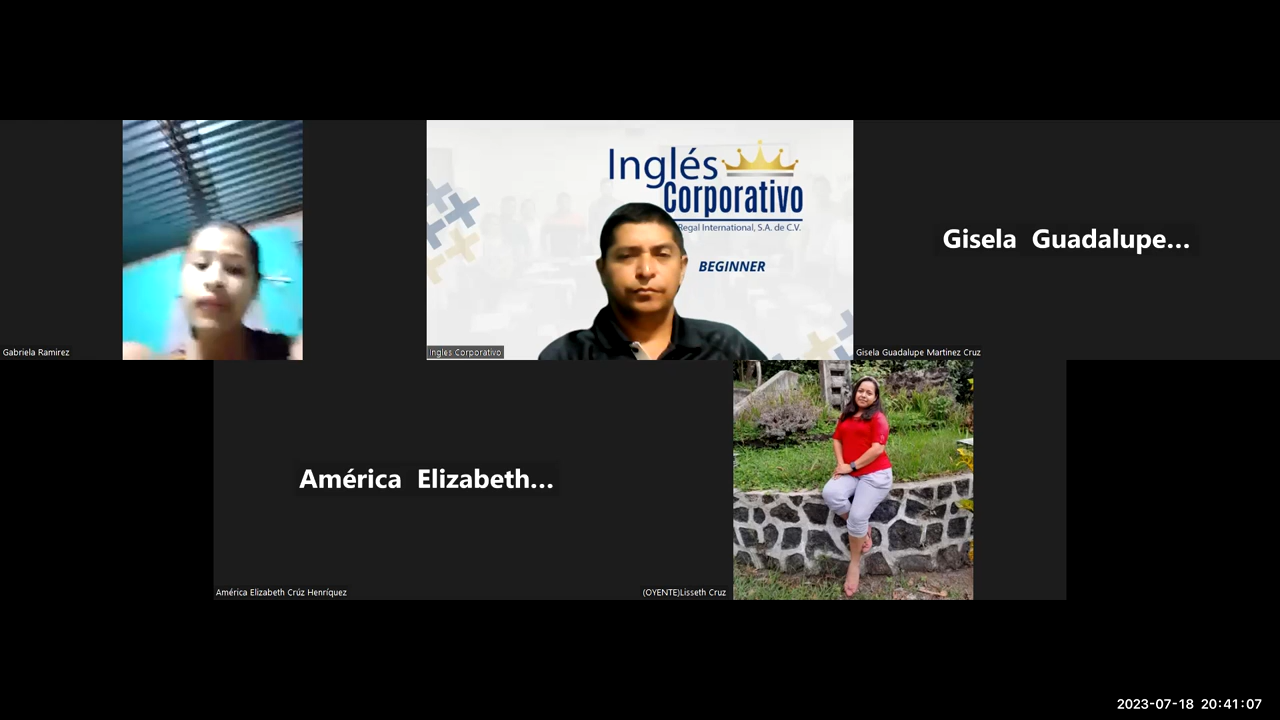 Inglés
Corporativo
Regal International, S.A. de C.V.
BEGINNER
Gisela Guadalupe...
Gabriela Ramirez
Inglés Corporativo
Gisela Guadalupe Martinez Cruz
América Elizabeth...
América Elizabeth Crúz Henríquez
(OYENTE)Lisseth Cruz
2023-07-18 20:41:07